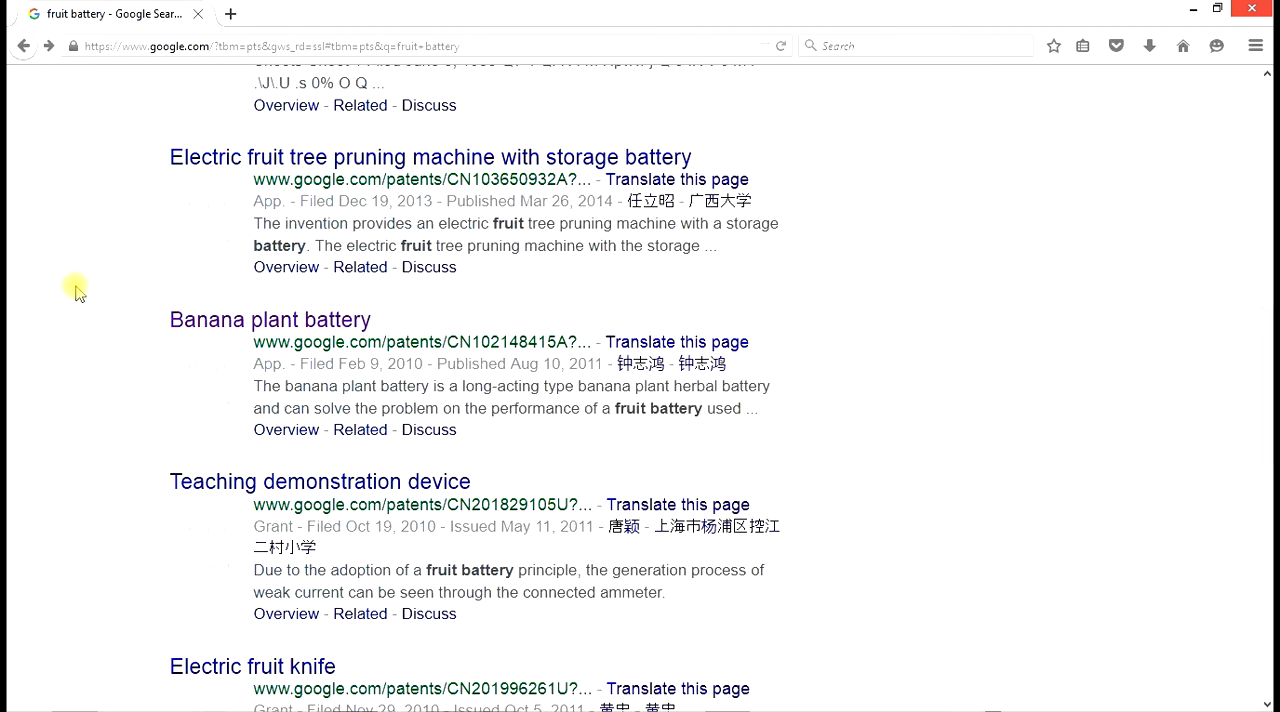 fruit battery - Google Sear...
https://www.google.com/?tbm=pts&gws_rd=ssl#tbm=pts&q=fruit+battery
Search
.\J\.U .s 0% O Q ...
Overview - Related - Discuss
Electric fruit tree pruning machine with storage battery
www.google.com/patents/CN103650932A?... - Translate this page
App. - Filed Dec 19, 2013 - Published Mar 26, 2014 - 任立昭 - 广西大学
The invention provides an electric fruit tree pruning machine with a storage
battery. The electric fruit tree pruning machine with the storage ...
Overview - Related - Discuss
Banana plant battery
www.google.com/patents/CN102148415A?... - Translate this page
App. - Filed Feb 9, 2010 - Published Aug 10, 2011 - 钟志鸿 - 钟志鸿
The banana plant battery is a long-acting type banana plant herbal battery
and can solve the problem on the performance of a fruit battery used ...
Overview - Related - Discuss
Teaching demonstration device
www.google.com/patents/CN201829105U?... - Translate this page
Grant - Filed Oct 19, 2010 - Issued May 11, 2011 - 唐颖 - 上海市杨浦区控江
二村小学
Due to the adoption of a fruit battery principle, the generation process of
weak current can be seen through the connected ammeter.
Overview - Related - Discuss
Electric fruit knife
www.google.com/patents/CN201996261U?... - Translate this page
Grant - Filed Nov 29, 2010 - Issued Oct 5, 2011 -